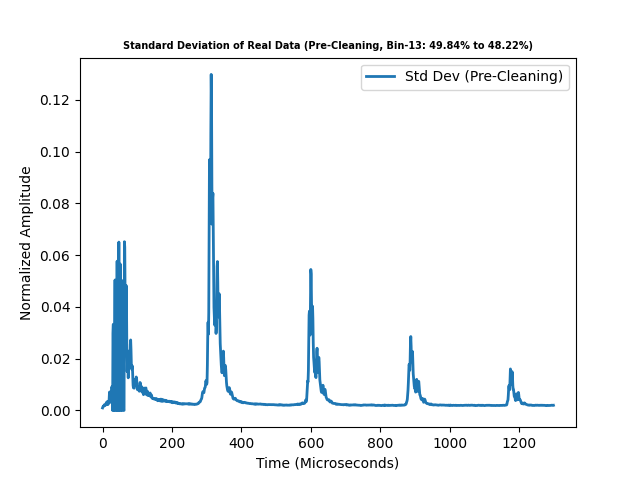 Standard Deviation of Real Data (Pre-Cleaning, Bin-13: 49.84% to 48.22%)
Std Dev (Pre-Cleaning)
Normalized Amplitude
0.12
0.10
0.08
0.06
0.04
0.02
0.00
0 200 400 600 800 1000 1200
Time (Microseconds)